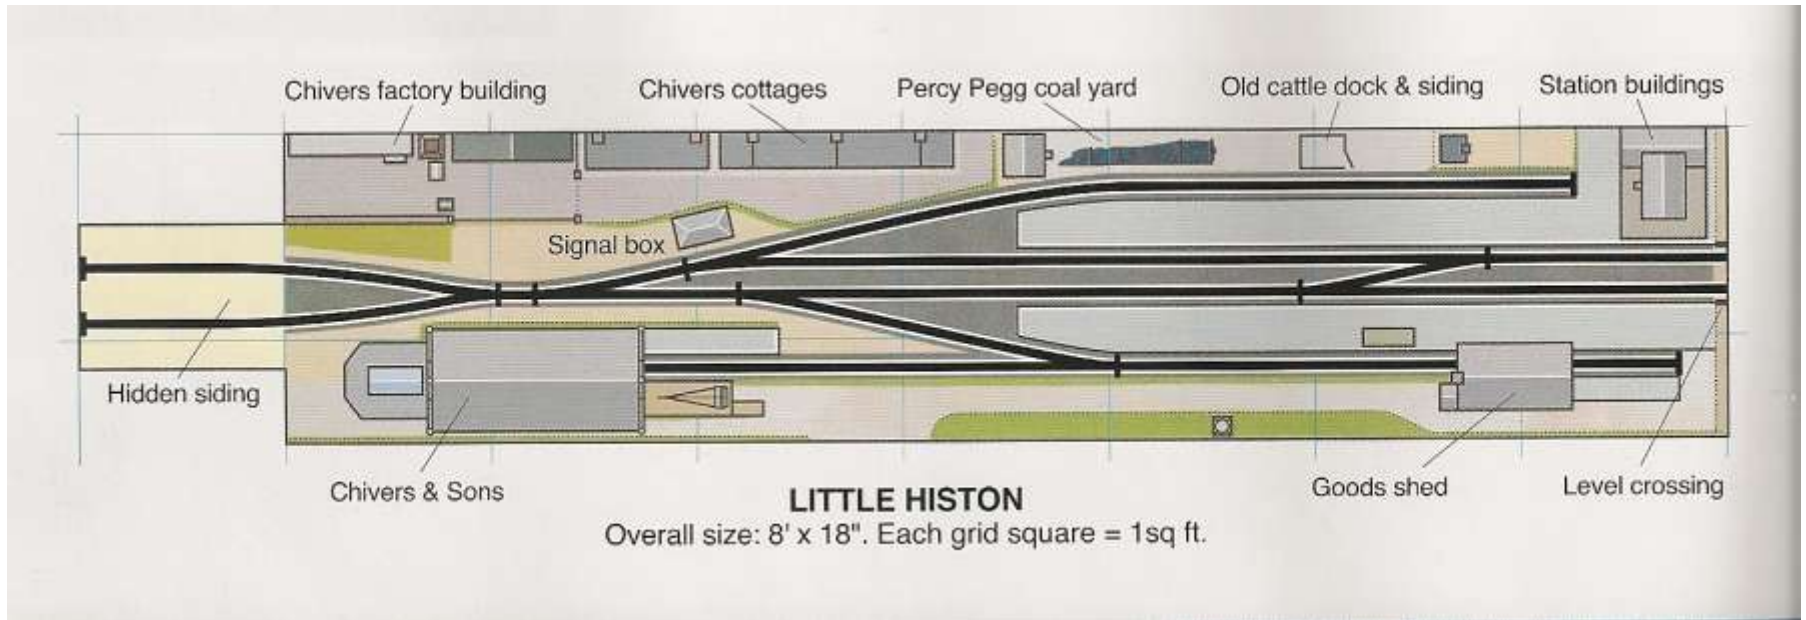 Chivers factory building
Chivers cottages
Percy Pegg coal yard
Old cattle dock & siding
Station buildings
Signal box
Hidden siding
Chivers & Sons
Goods shed
Level crossing
LITTLE HISTON
Overall size: 8' x 18". Each grid square = 1sq ft.